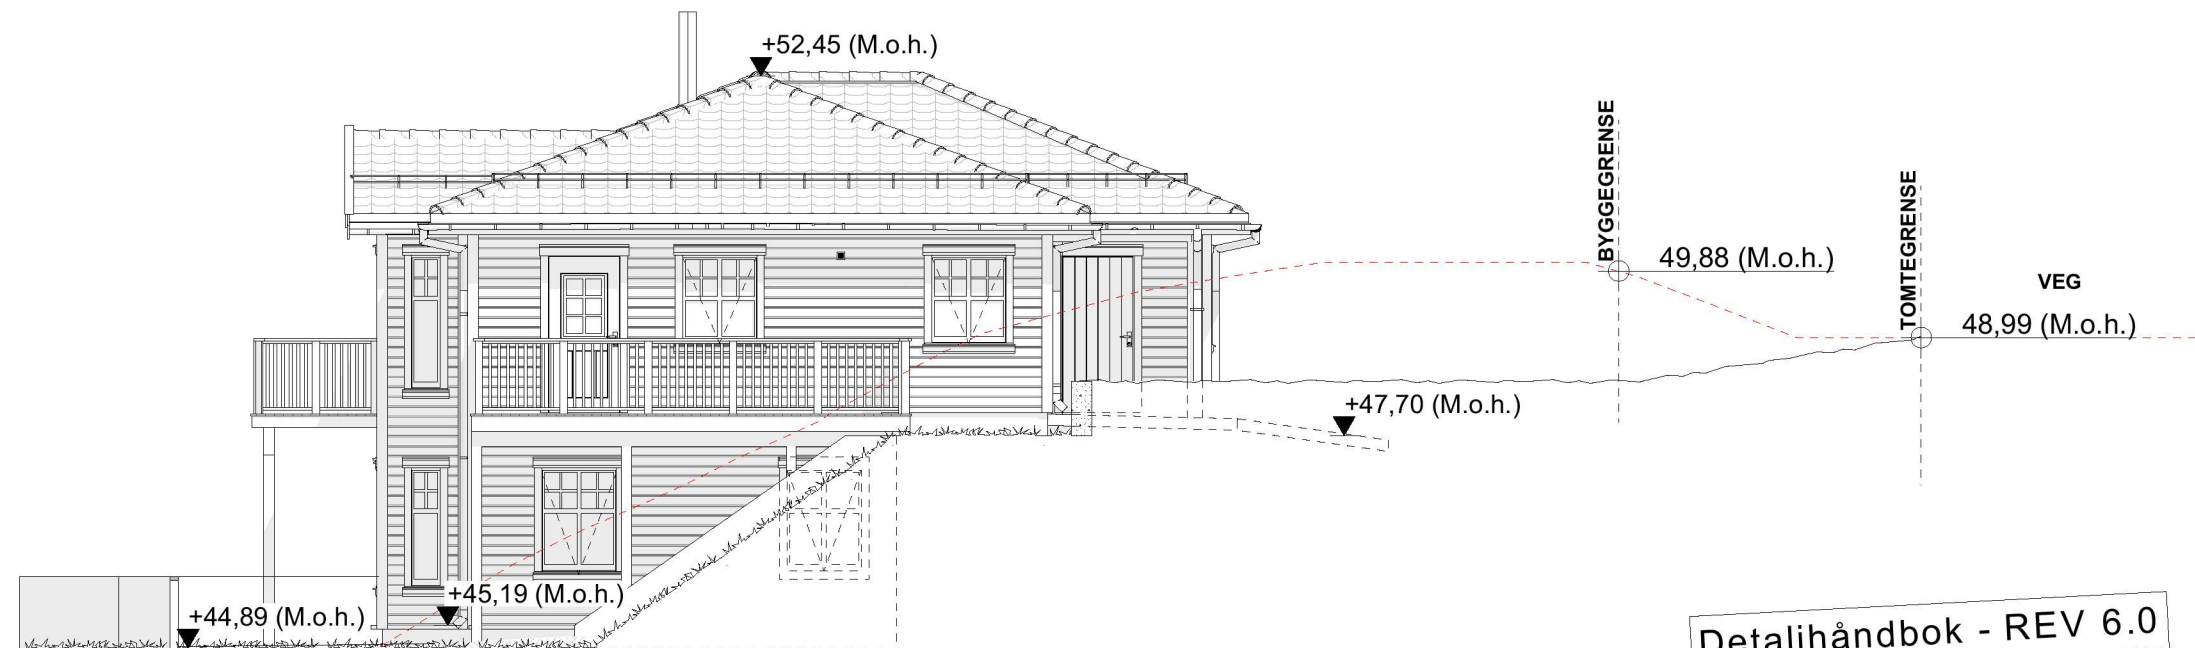 +52,45 (M.o.h.)
BYGGEGRENSE
49,88 (M.o.h.)
TOMTEGRENSE
VEG
48,99 (M.o.h.)
+47,70 (M.o.h.)
+45,19 (M.o.h.)
+44,89 (M.o.h.)
Detaljhåndbok - REV 6.0